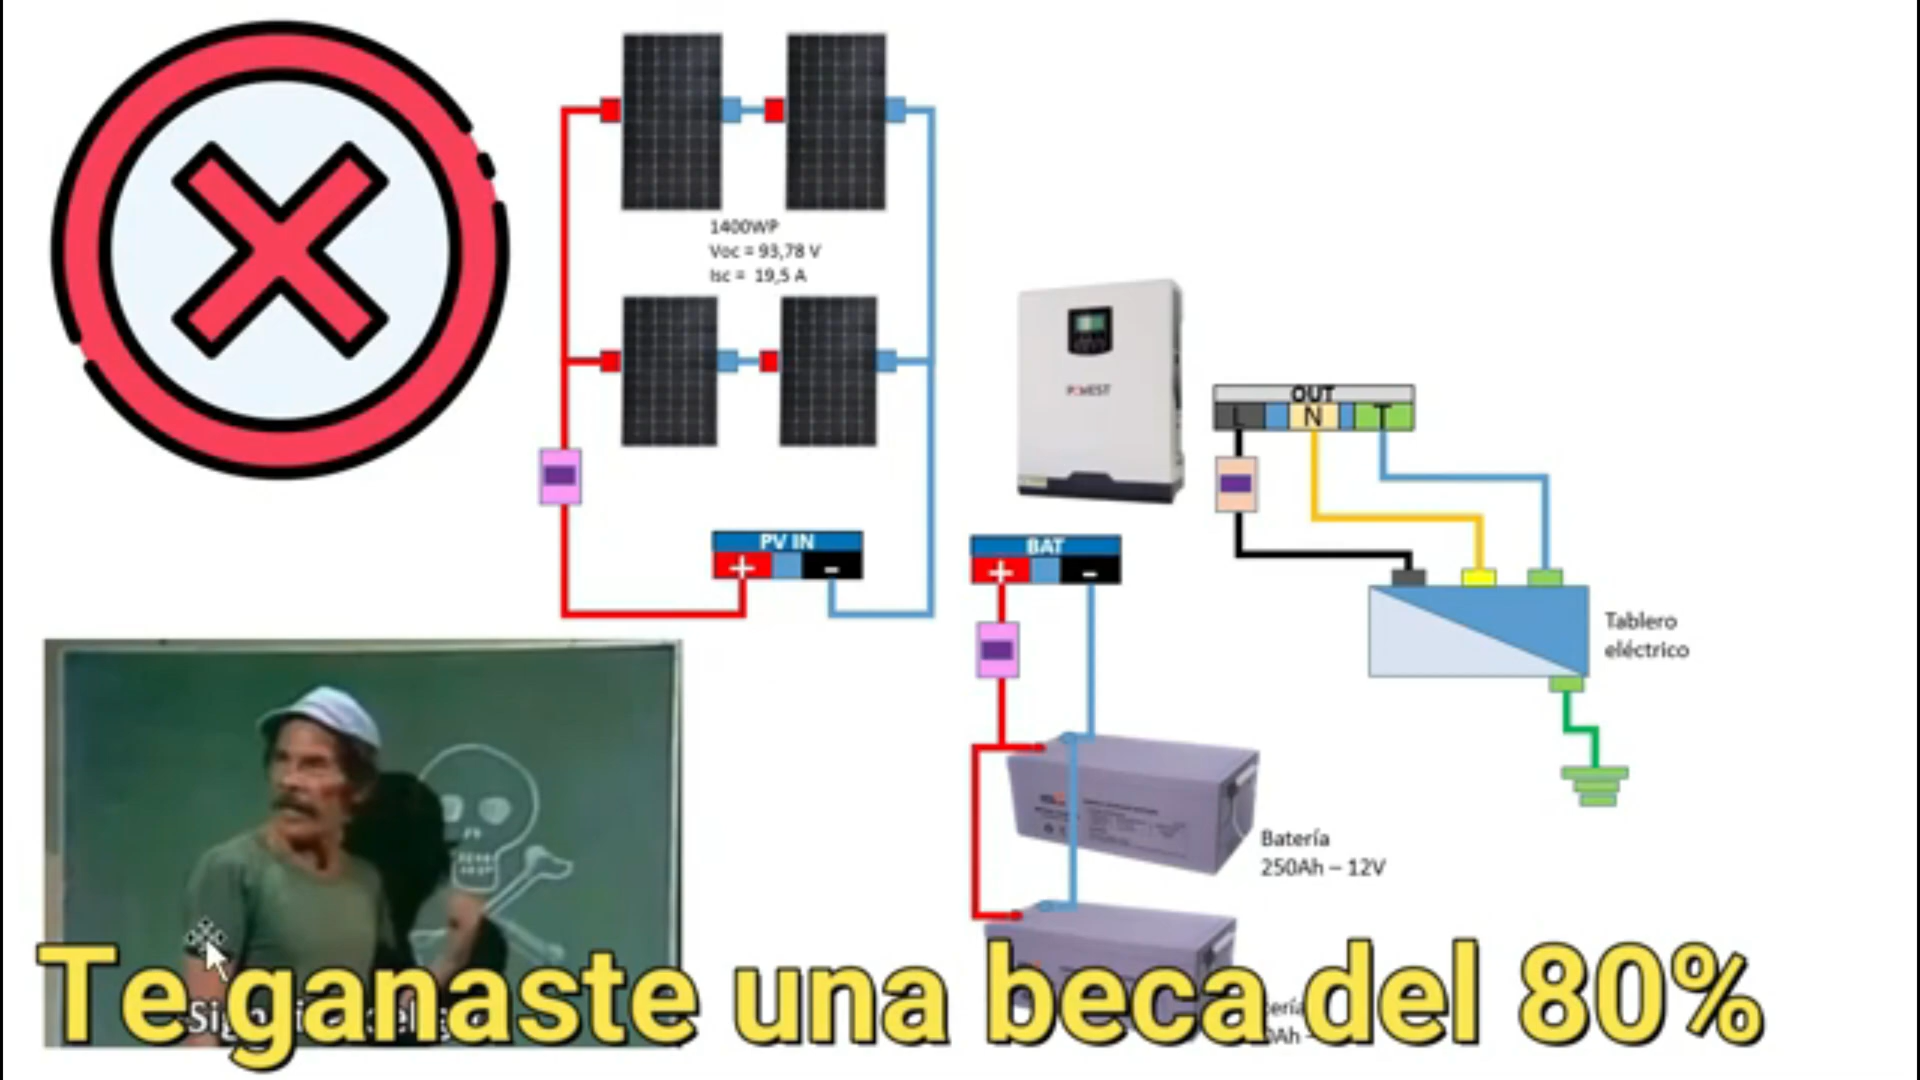 1400WP
Voc = 93,78 V
Isc = 19,5 A
POWEST
OUT
L N T
PV IN
+ -
BAT
+ -
Tablero
eléctrico
Batería
250Ah – 12V
Te ganaste una beca del 80%